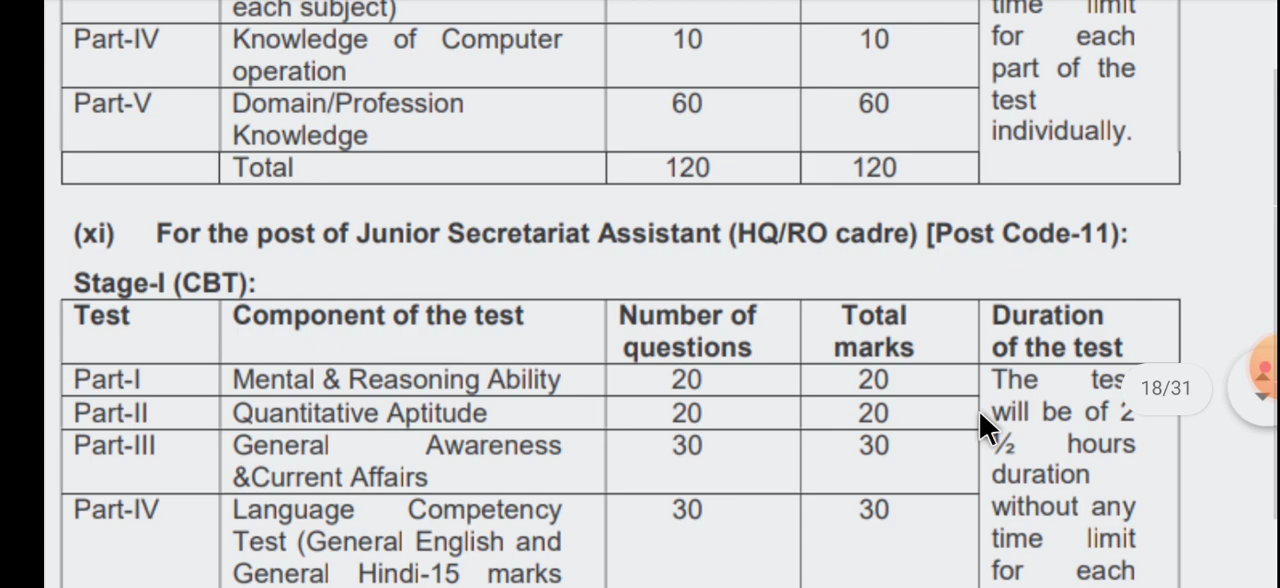 each subject)
time limit
Part-IV Knowledge of Computer 10 10 for each
operation part of the
Part-V Domain/Profession 60 60 test
Knowledge individually.
Total 120 120
(xi) For the post of Junior Secretariat Assistant (HQ/RO cadre) [Post Code-11):
Stage-I (CBT):
Test Component of the test Number of Total Duration
questions marks of the test
Part-I Mental & Reasoning Ability 20 20 The
18/31
Part-II Quantitative Aptitude 20 20 will be of 2
Part-III General Awareness 30 30 ½ hours
&Current Affairs duration
Part-IV Language Competency 30 30 without any
Test (General English and time limit
General Hindi-15 marks for each